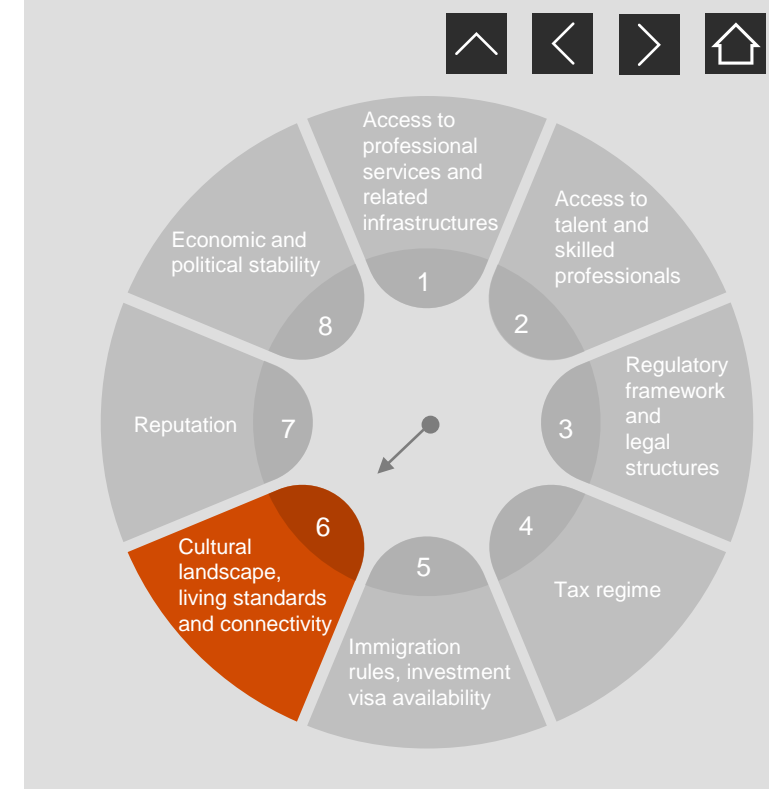 Access to
professional
services and
related
infrastructures
1
Access to
talent and
skilled
professionals
2
Regulatory
framework
and
legal
structures
3
Tax regime
4
Immigration
rules, investment
visa availability
5
Cultural
landscape,
living standards
and connectivity
6
Reputation
7
Economic and
political stability
8